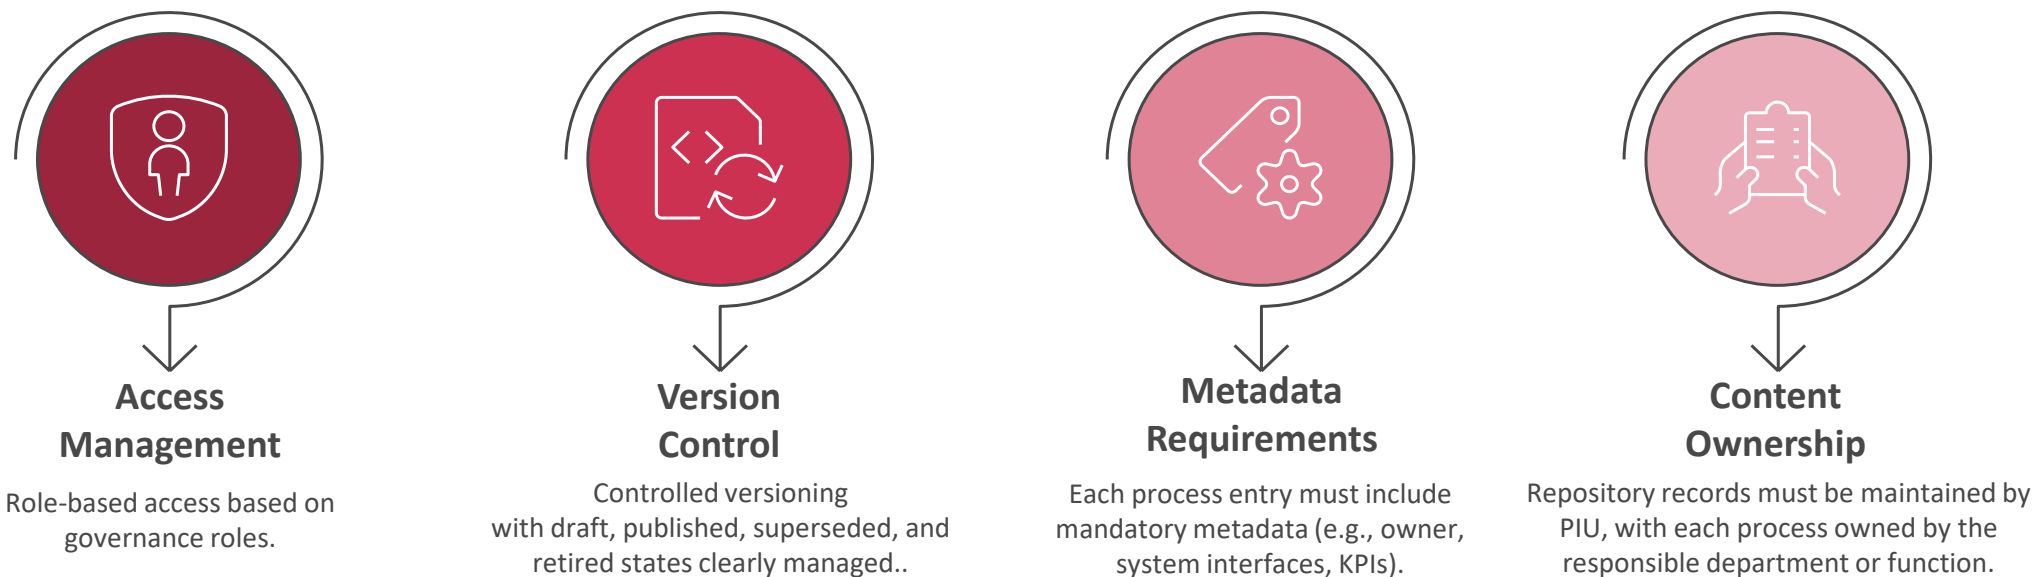 Access
Management
Role-based access based on
governance roles.
Version
Control
Controlled versioning
with draft, published, superseded, and
retired states clearly managed..
Metadata
Requirements
Each process entry must include
mandatory metadata (e.g., owner,
system interfaces, KPIs).
Content
Ownership
Repository records must be maintained by
PIU, with each process owned by the
responsible department or function.